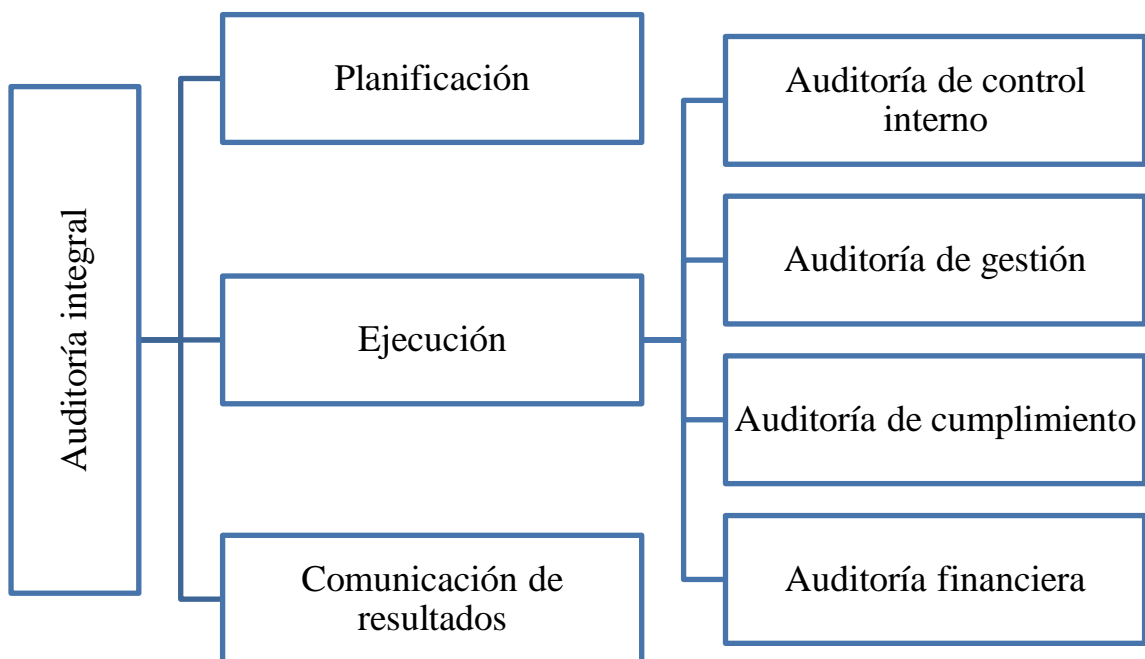 Auditoría integral
Planificación
Ejecución
Comunicación de
resultados
Auditoría de control
interno
Auditoría de gestión
Auditoría de cumplimiento
Auditoría financiera